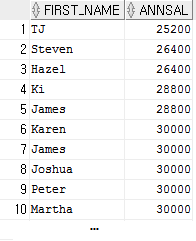 FIRST_NAME ANNSAL
1 TJ 25200
2 Steven 26400
3 Hazel 26400
4 Ki 28800
5 James 28800
6 Karen 30000
7 James 30000
8 Joshua 30000
9 Peter 30000
10 Martha 30000
...